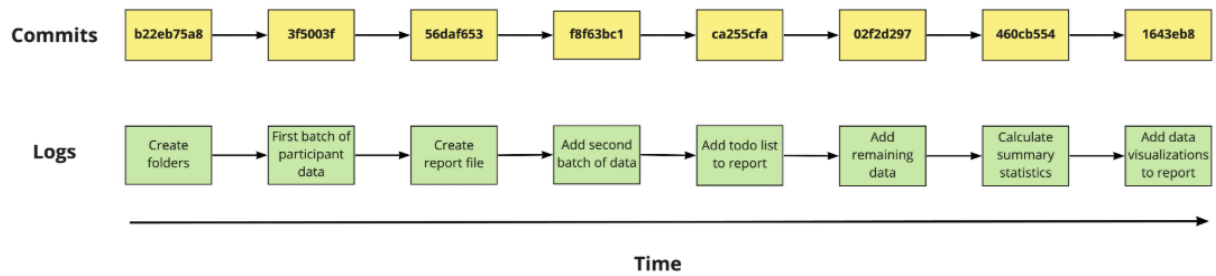 Commits
b22eb75a8
3f5003f
56daf653
f8f63bc1
ca255cfa
02f2d297
460cb554
1643eb8
Logs
Create
folders
First batch of
participant
data
Create
report file
Add second
batch of data
Add todo list
to report
Add
remaining
data
Calculate
summary
statistics
Add data
visualizations
to report
Time